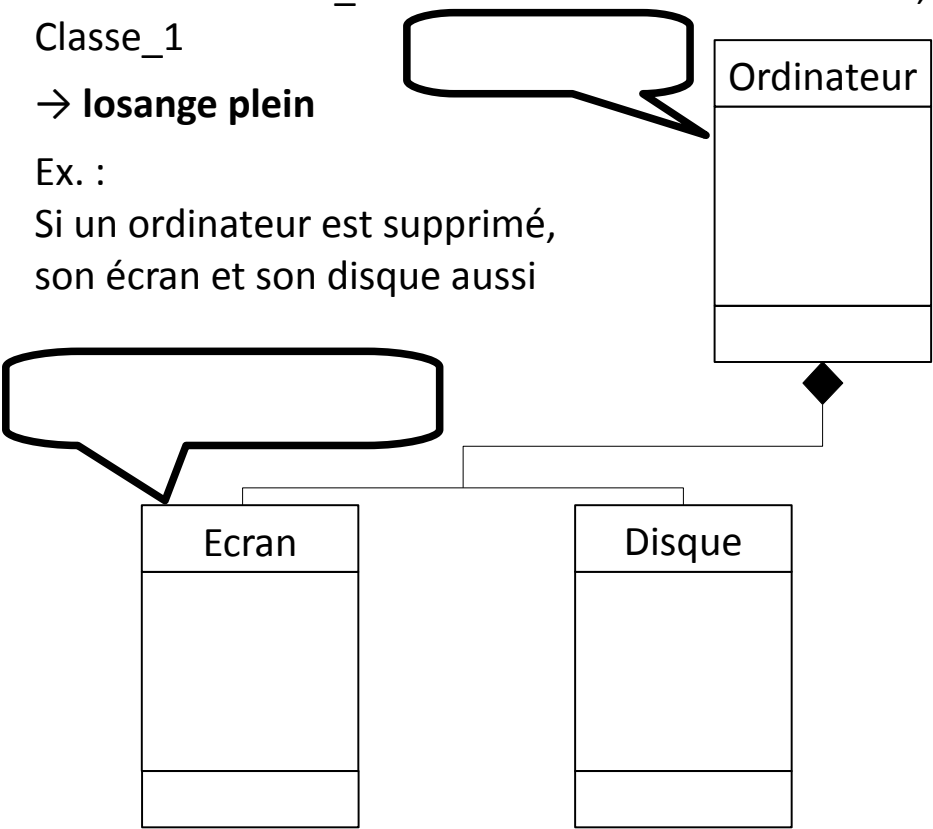 Classe_1
→ losange plein
Ex. :
Si un ordinateur est supprimé,
son écran et son disque aussi
Ordinateur
Ecran
Disque